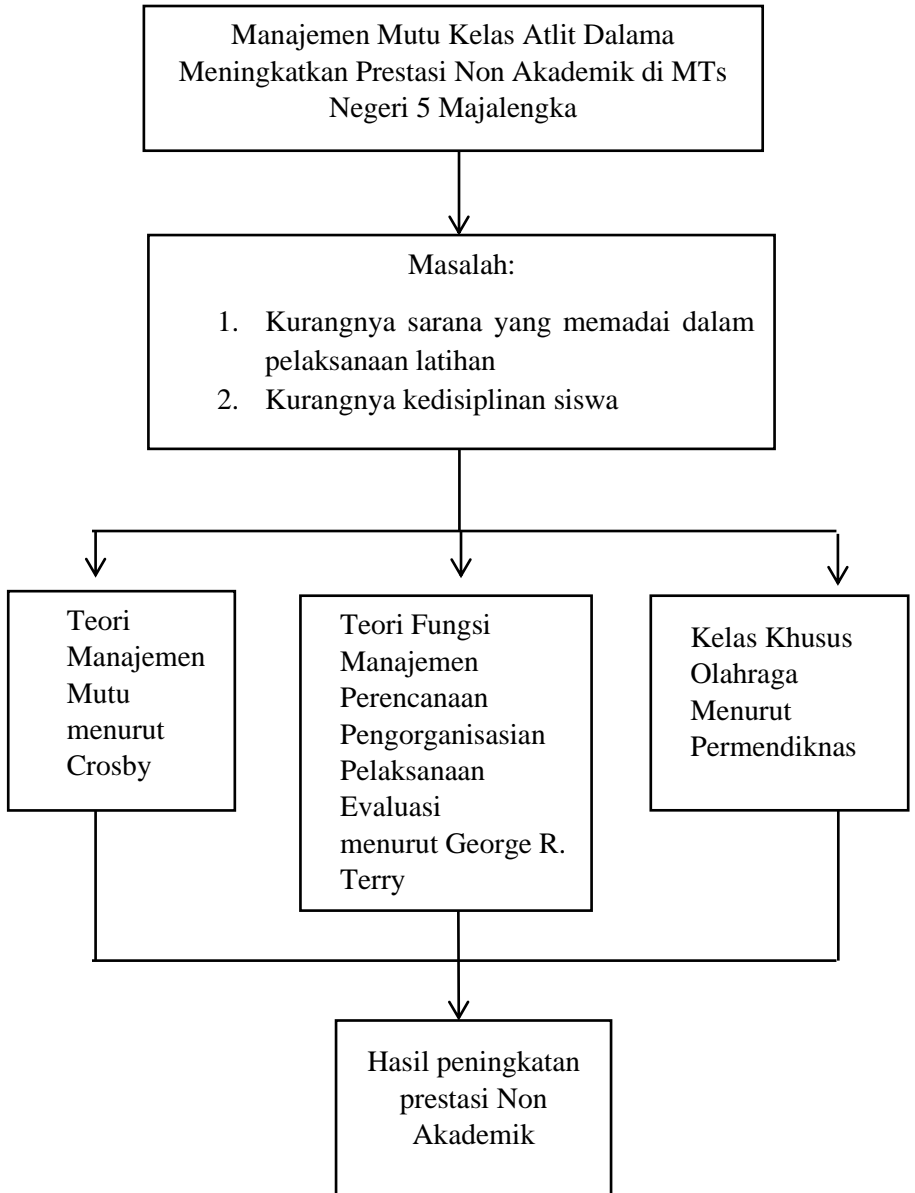 Manajemen Mutu Kelas Atlit Dalama
Meningkatkan Prestasi Non Akademik di MTs
Negeri 5 Majalengka
Masalah:
1. Kurangnya sarana yang memadai dalam
pelaksanaan latihan
2. Kurangnya kedisiplinan siswa
Teori
Manajemen
Mutu
menurut
Crosby
Teori Fungsi
Manajemen
Perencanaan
Pengorganisasian
Pelaksanaan
Evaluasi
menurut George R.
Terry
Kelas Khusus
Olahraga
Menurut
Permendiknas
Hasil peningkatan
prestasi Non
Akademik